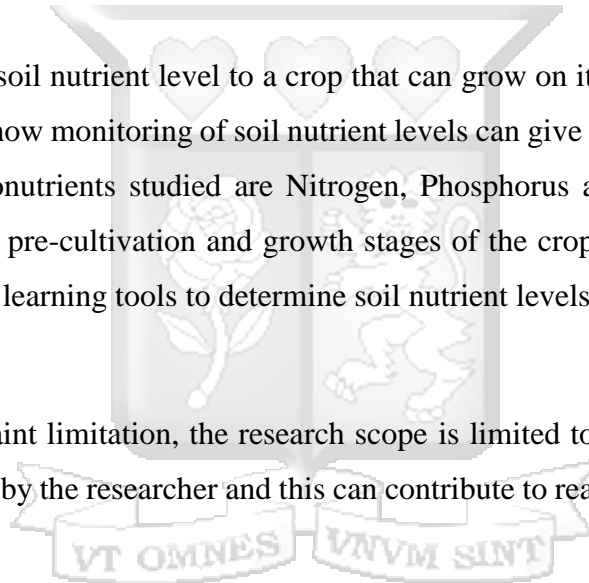 soil nutrient level to a crop that can grow on it
how monitoring of soil nutrient levels can give
onutrients studied are Nitrogen, Phosphorus a
pre-cultivation and growth stages of the crop
learning tools to determine soil nutrient levels
aint limitation, the research scope is limited to
by the researcher and this can contribute to rea
VT OMNES VNVM SINT